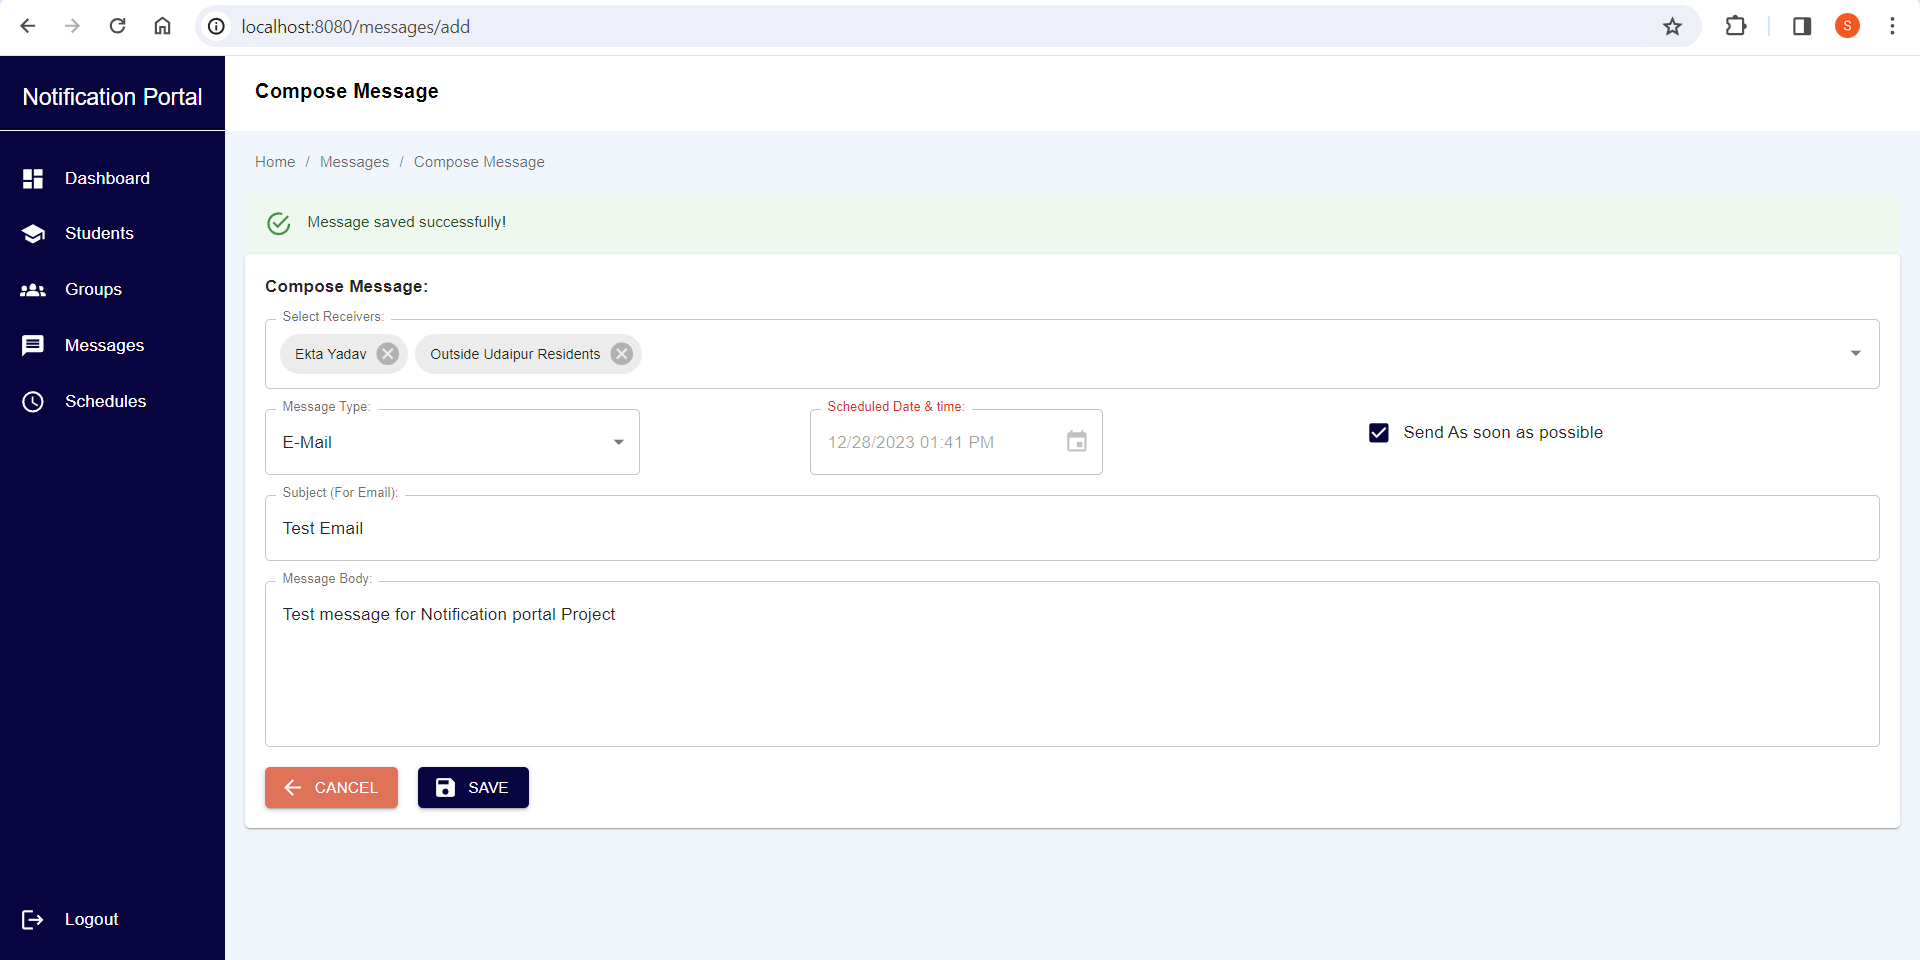 localhost:8080/messages/add
S
Notification Portal
Compose Message
Home / Messages / Compose Message
Dashboard
Students
Groups
Messages
Schedules
Logout
Message saved successfully!
Compose Message:
Select Receivers:
Ekta Yadav
Outside Udaipur Residents
Message Type:
E-Mail
Scheduled Date & time:
12/28/2023 01:41 PM
Send As soon as possible
Subject (For Email):
Test Email
Message Body:
Test message for Notification portal Project
CANCEL
SAVE